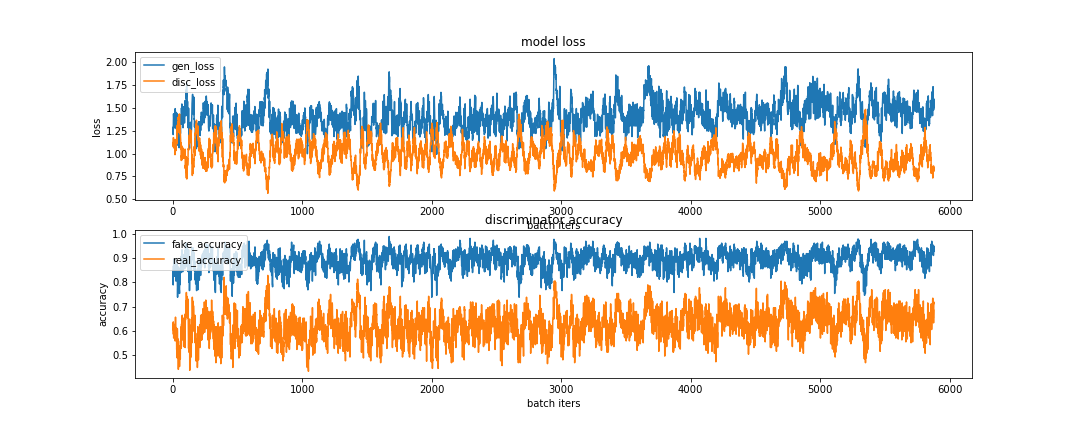 model loss
gen_loss
disc_loss
2.00
1.75
1.50
1.25
1.00
0.75
0.50
loss
0 1000 2000 3000 4000 5000 6000
batch iters
discriminator accuracy
fake_accuracy
real_accuracy
1.0
0.9
0.8
0.7
0.6
0.5
accuracy
0 1000 2000 3000 4000 5000 6000
batch iters